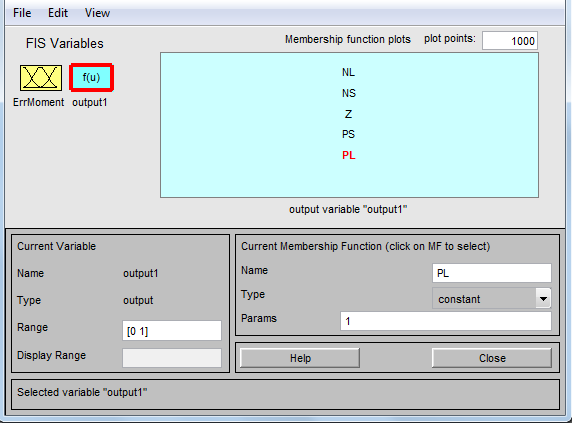 File Edit View
FIS Variables
Membership function plots plot points: 1000
f(u)
ErrMoment output1
NL
NS
Z
PS
PL
output variable "output1"
Current Variable
Name output1
Type output
Range [0 1]
Display Range
Current Membership Function (click on MF to select)
Name PL
Type constant
Params 1
Help Close
Selected variable "output1"